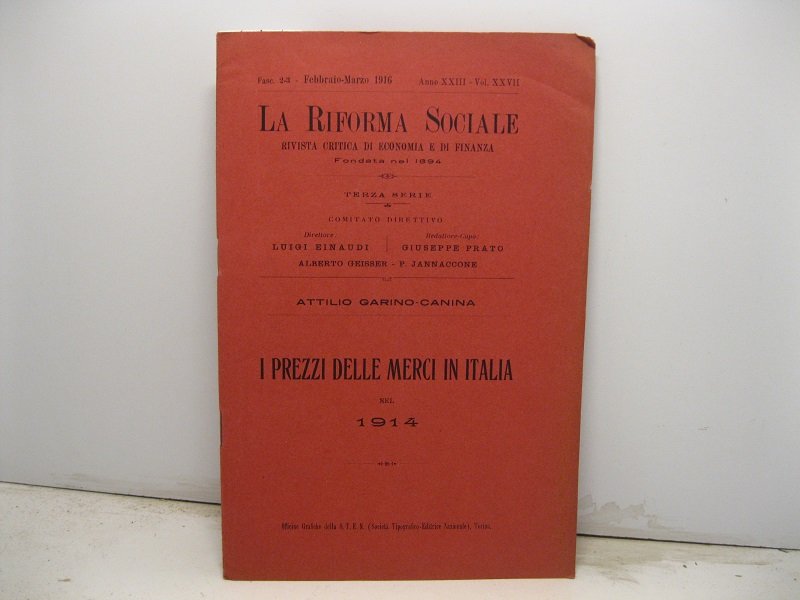 Fasc. 2-3 - Febbraio-Marzo 1916 Anno XXIII - Vol. XXVII
LA RIFORMA SOCIALE
RIVISTA CRITICA DI ECONOMIA E DI FINANZA
Fondata nel 1894
TERZA SERIE
COMITATO DIRETTIVO
Direttore: Redattore-Capo:
LUIGI EINAUDI GIUSEPPE PRATO
ALBERTO GEISSER - P. JANNACCONE
ATTILIO GARINO-CANINA
I PREZZI DELLE MERCI IN ITALIA
NEL
1914
Officine Grafiche della S.T.E.N. (Società Tipografico-Editrice Nazionale), Torino.